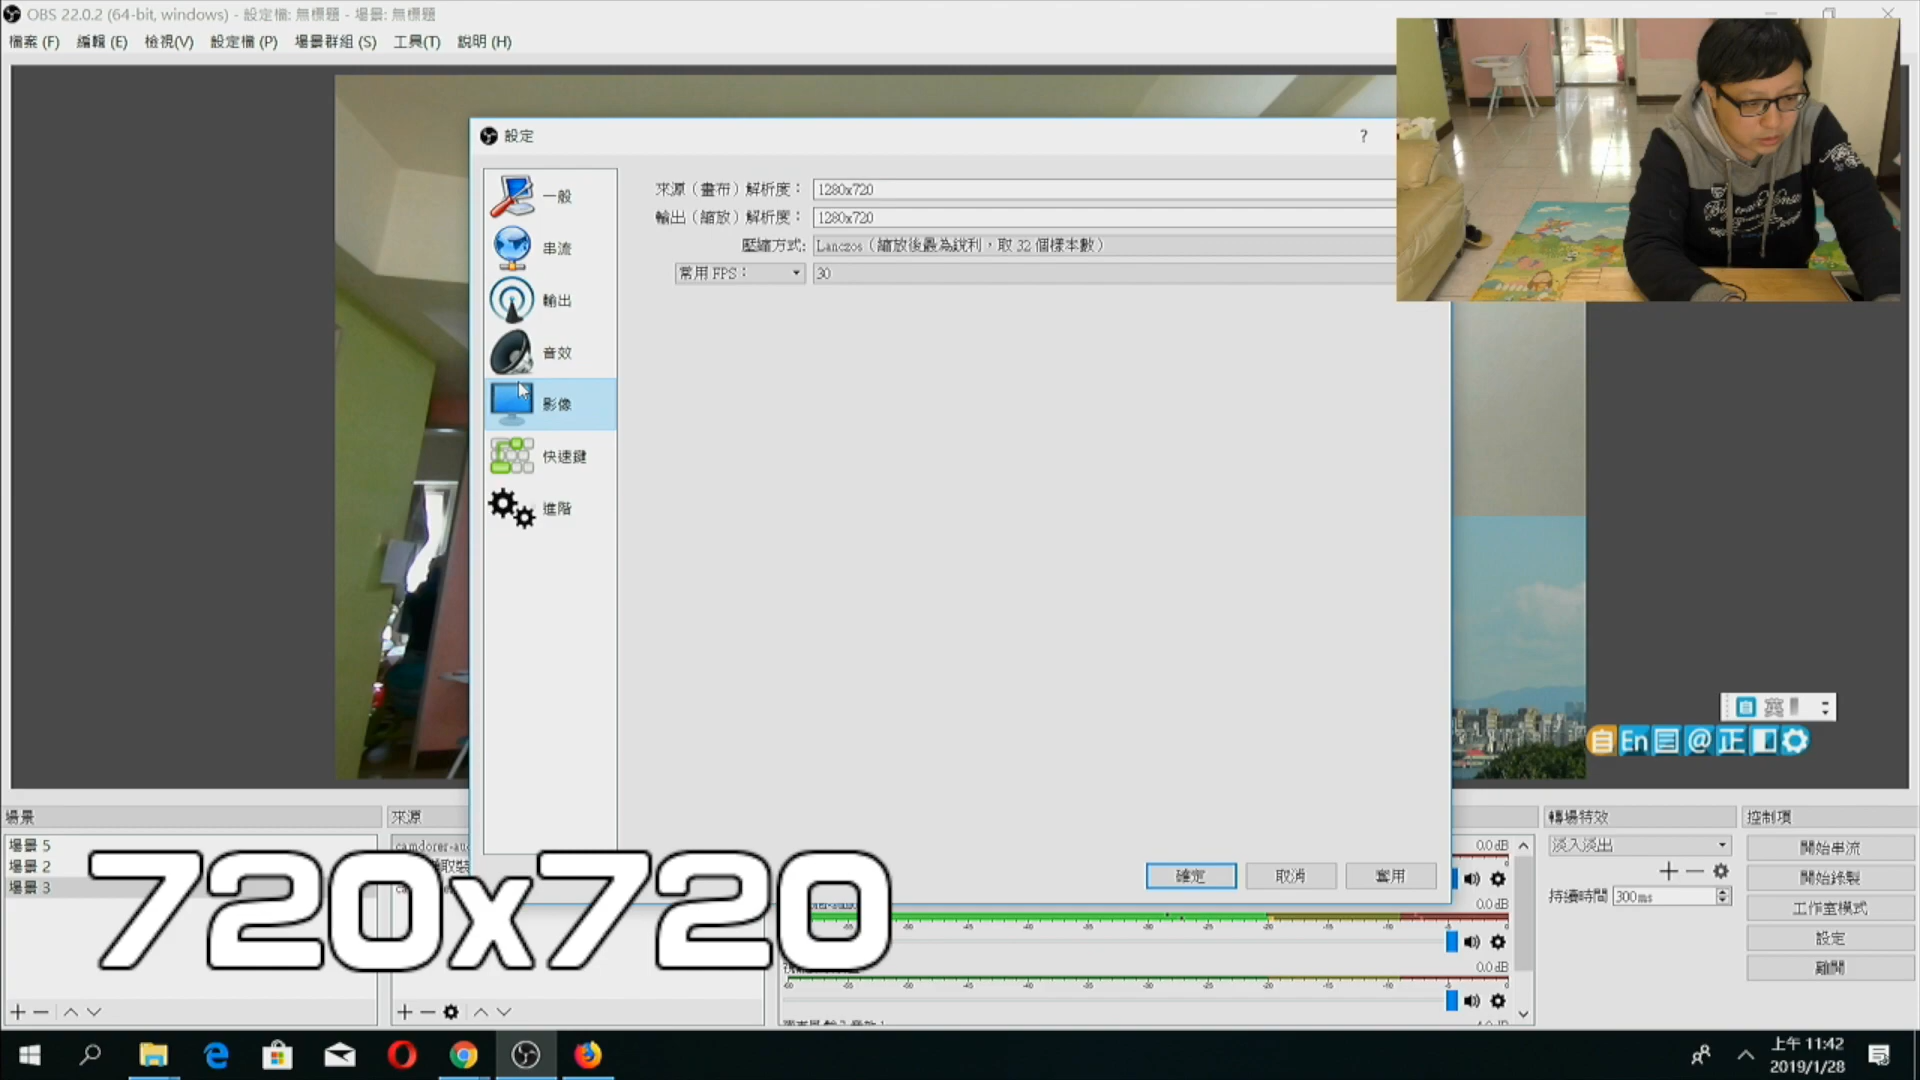 OBS 22.0.2 (64-bit, windows) - 設定檔: 無標題 - 場景: 無標題
檔案 (F) 編輯 (E) 檢視(V) 設定檔 (P) 場景群組 (S) 工具(T) 說明 (H)
設定
?
一般
串流
輸出
音效
影像
快速鍵
進階
來源（畫布）解析度： 1280x720
輸出（縮放）解析度： 1280x720
壓縮方式: Lanczos（縮放後最為銳利，取 32 個樣本數）
常用 FPS： 30
確定 取消 套用
英
En @ 正
場景
場景 5
場景 2
場景 3
來源
720x720
0.0 dB
0.0 dB
0.0 dB
轉場特效
淡入淡出
持續時間 300ms
控制項
開始串流
開始錄製
工作室模式
設定
離開
上午 11:42
2019/1/28